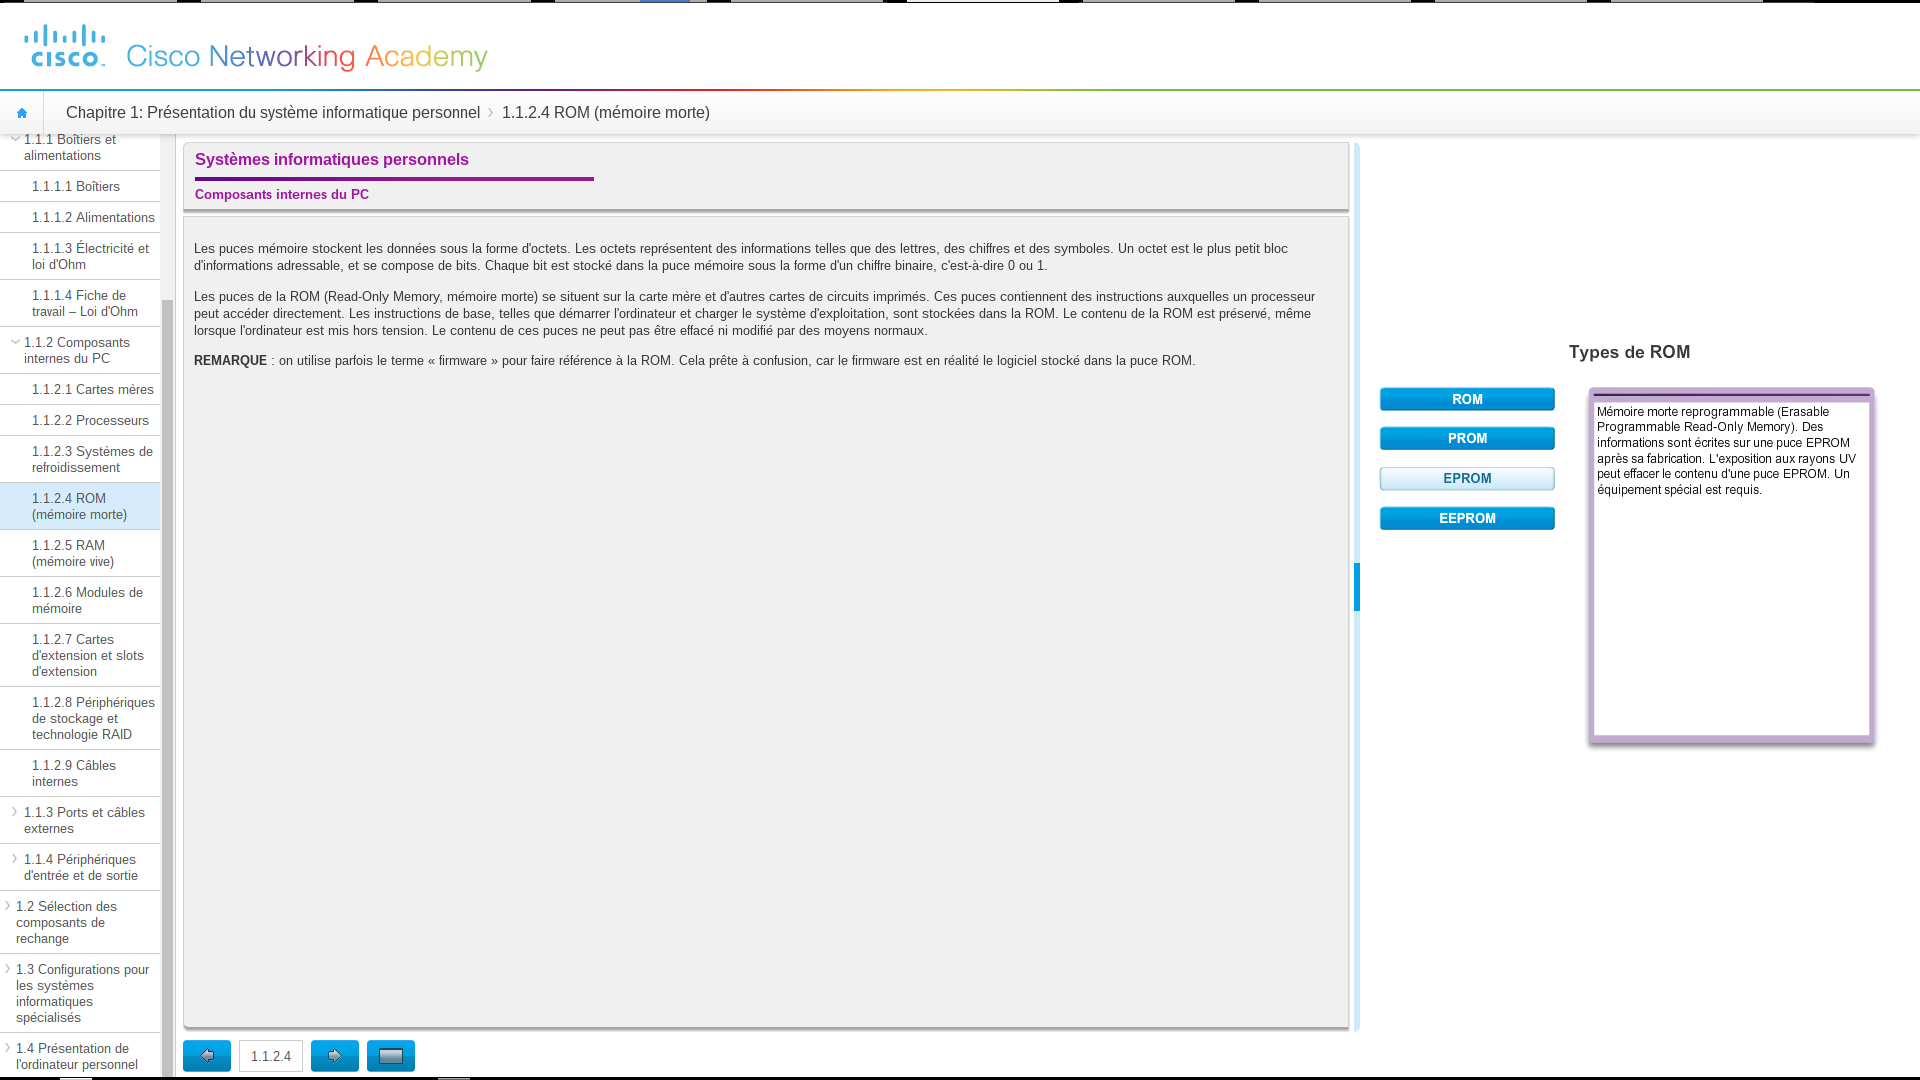 cisco
Cisco Networking Academy
Chapitre 1: Présentation du système informatique personnel
1.1.2.4 ROM (mémoire morte)
1.1.1 Boîtiers et
alimentations
1.1.1.1 Boîtiers
1.1.1.2 Alimentations
1.1.1.3 Électricité et
loi d'Ohm
1.1.1.4 Fiche de
travail – Loi d'Ohm
1.1.2 Composants
internes du PC
1.1.2.1 Cartes mères
1.1.2.2 Processeurs
1.1.2.3 Systèmes de
refroidissement
1.1.2.4 ROM
(mémoire morte)
1.1.2.5 RAM
(mémoire vive)
1.1.2.6 Modules de
mémoire
1.1.2.7 Cartes
d'extension et slots
d'extension
1.1.2.8 Périphériques
de stockage et
technologie RAID
1.1.2.9 Câbles
internes
1.1.3 Ports et câbles
externes
1.1.4 Périphériques
d'entrée et de sortie
1.2 Sélection des
composants de
rechange
1.3 Configurations pour
les systèmes
informatiques
spécialisés
1.4 Présentation de
l'ordinateur personnel
Systèmes informatiques personnels
Composants internes du PC
Les puces mémoire stockent les données sous la forme d'octets. Les octets représentent des informations telles que des lettres, des chiffres et des symboles. Un octet est le plus petit bloc
d'informations adressable, et se compose de bits. Chaque bit est stocké dans la puce mémoire sous la forme d'un chiffre binaire, c'est-à-dire 0 ou 1.
Les puces de la ROM (Read-Only Memory, mémoire morte) se situent sur la carte mère et d'autres cartes de circuits imprimés. Ces puces contiennent des instructions auxquelles un processeur
peut accéder directement. Les instructions de base, telles que démarrer l'ordinateur et charger le système d'exploitation, sont stockées dans la ROM. Le contenu de la ROM est préservé, même
lorsque l'ordinateur est mis hors tension. Le contenu de ces puces ne peut pas être effacé ni modifié par des moyens normaux.
REMARQUE : on utilise parfois le terme « firmware » pour faire référence à la ROM. Cela prête à confusion, car le firmware est en réalité le logiciel stocké dans la puce ROM.
1.1.2.4
Types de ROM
ROM
PROM
EPROM
EEPROM
Mémoire morte reprogrammable (Erasable
Programmable Read-Only Memory). Des
informations sont écrites sur une puce EPROM
après sa fabrication. L'exposition aux rayons UV
peut effacer le contenu d'une puce EPROM. Un
équipement spécial est requis.